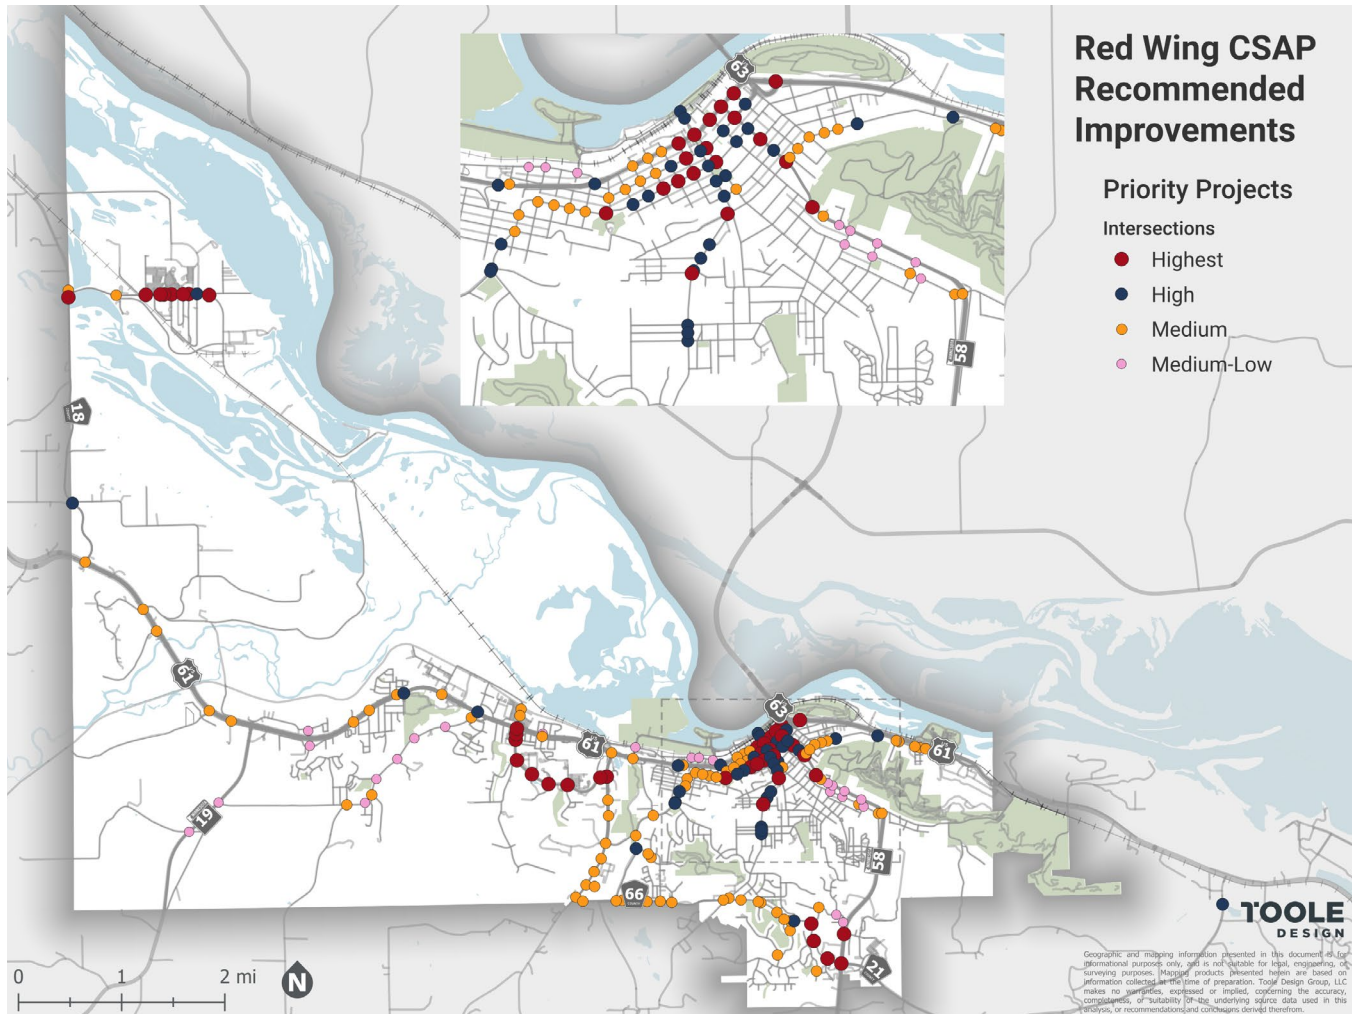 Red Wing CSAP
Recommended
Improvements
Priority Projects
Intersections
Highest
High
Medium
Medium-Low
63
58
18
61
63
61
61
19
58
66
21
0 1 2 mi
N
TOOLE
DESIGN
Geographic and mapping information presented in this document is for
informational purposes only, and is not suitable for legal, engineering, or
surveying purposes. Mapping products presented herein are based on
information collected at the time of preparation. Toole Design Group, LLC
makes no warranties, expressed or implied, concerning the accuracy,
completeness, or suitability of the underlying source data used in this
analysis, or recommendations and conclusions derived therefrom.